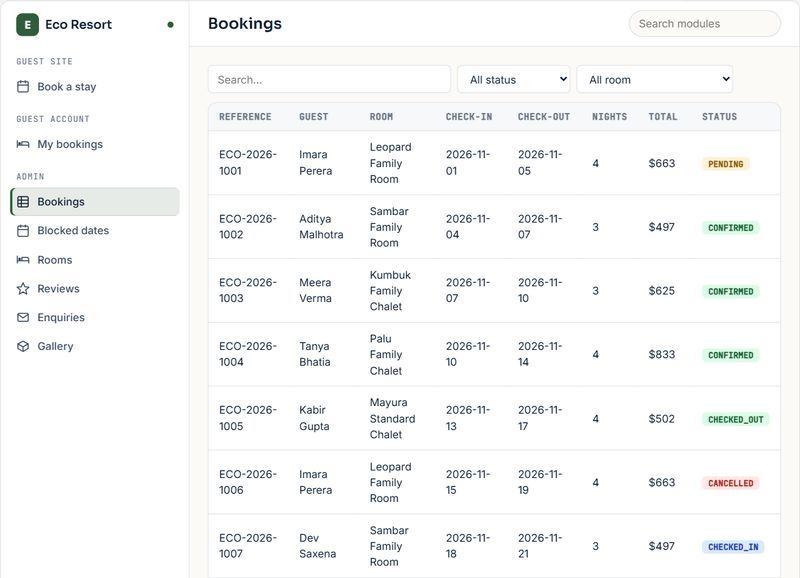 E Eco Resort
GUEST SITE
Book a stay
GUEST ACCOUNT
My bookings
ADMIN
Bookings
Blocked dates
Rooms
Reviews
Enquiries
Gallery
Bookings
Search modules
Search...
All status
All room
REFERENCE GUEST ROOM CHECK-IN CHECK-OUT NIGHTS TOTAL STATUS
ECO-2026-
1001
Imara
Perera
Leopard
Family
Room
2026-11-
01
2026-11-
05
4
$663
PENDING
ECO-2026-
1002
Aditya
Malhotra
Sambar
Family
Room
2026-11-
04
2026-11-
07
3
$497
CONFIRMED
ECO-2026-
1003
Meera
Verma
Kumbuk
Family
Chalet
2026-11-
07
2026-11-
10
3
$625
CONFIRMED
ECO-2026-
1004
Tanya
Bhatia
Palu
Family
Chalet
2026-11-
10
2026-11-
14
4
$833
CONFIRMED
ECO-2026-
1005
Kabir
Gupta
Mayura
Standard
Chalet
2026-11-
13
2026-11-
17
4
$502
CHECKED_OUT
ECO-2026-
1006
Imara
Perera
Leopard
Family
Room
2026-11-
15
2026-11-
19
4
$663
CANCELLED
ECO-2026-
1007
Dev
Saxena
Sambar
Family
Room
2026-11-
18
2026-11-
21
3
$497
CHECKED_IN